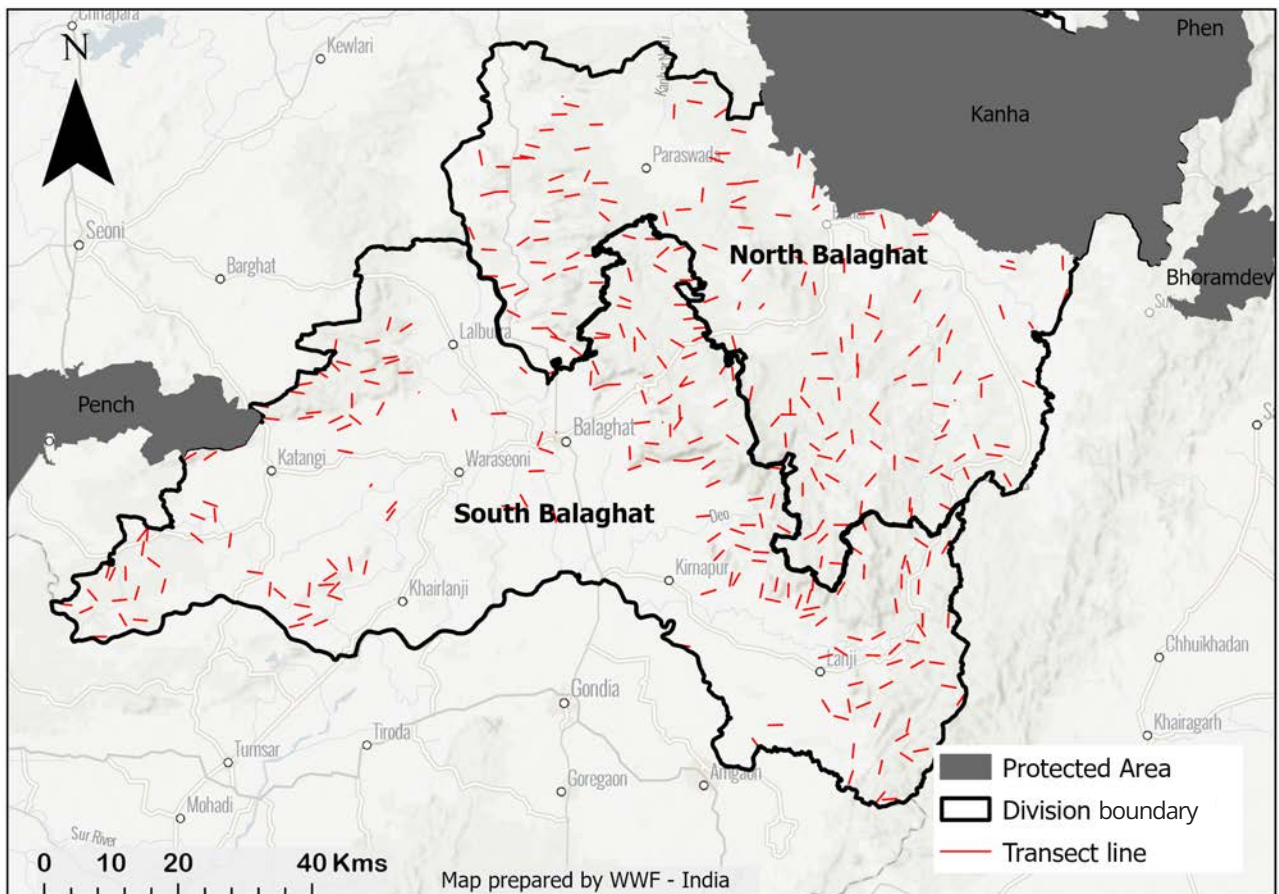 Chhapara
N
Kewlari
Phen
Kanha
Paraswada
Seoni
Barghat
North Balaghat
Bhoramdev
Lalburra
Pench
Balaghat
Katangi
Waraseoni
South Balaghat
Deo
Kirnapur
Khairlanji
Lanji
Chhuikhadan
Gondia
Khairagarh
Tiroda
Tumsar
Goregaon
Amgaon
Mohadi
Sur River
Protected Area
Division boundary
Transect line
0 10 20 40 Kms
Map prepared by WWF - India